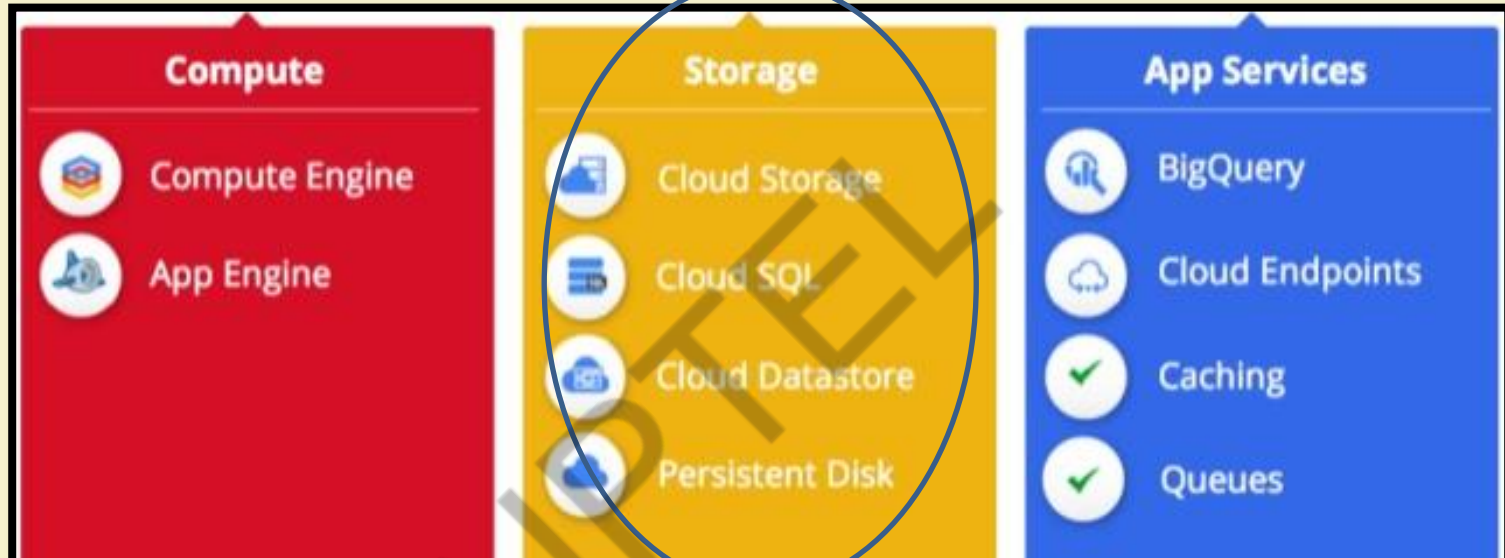 Compute
Compute Engine
App Engine
Storage
Cloud Storage
Cloud SQL
Cloud Datastore
Persistent Disk
App Services
BigQuery
Cloud Endpoints
Caching
Queues